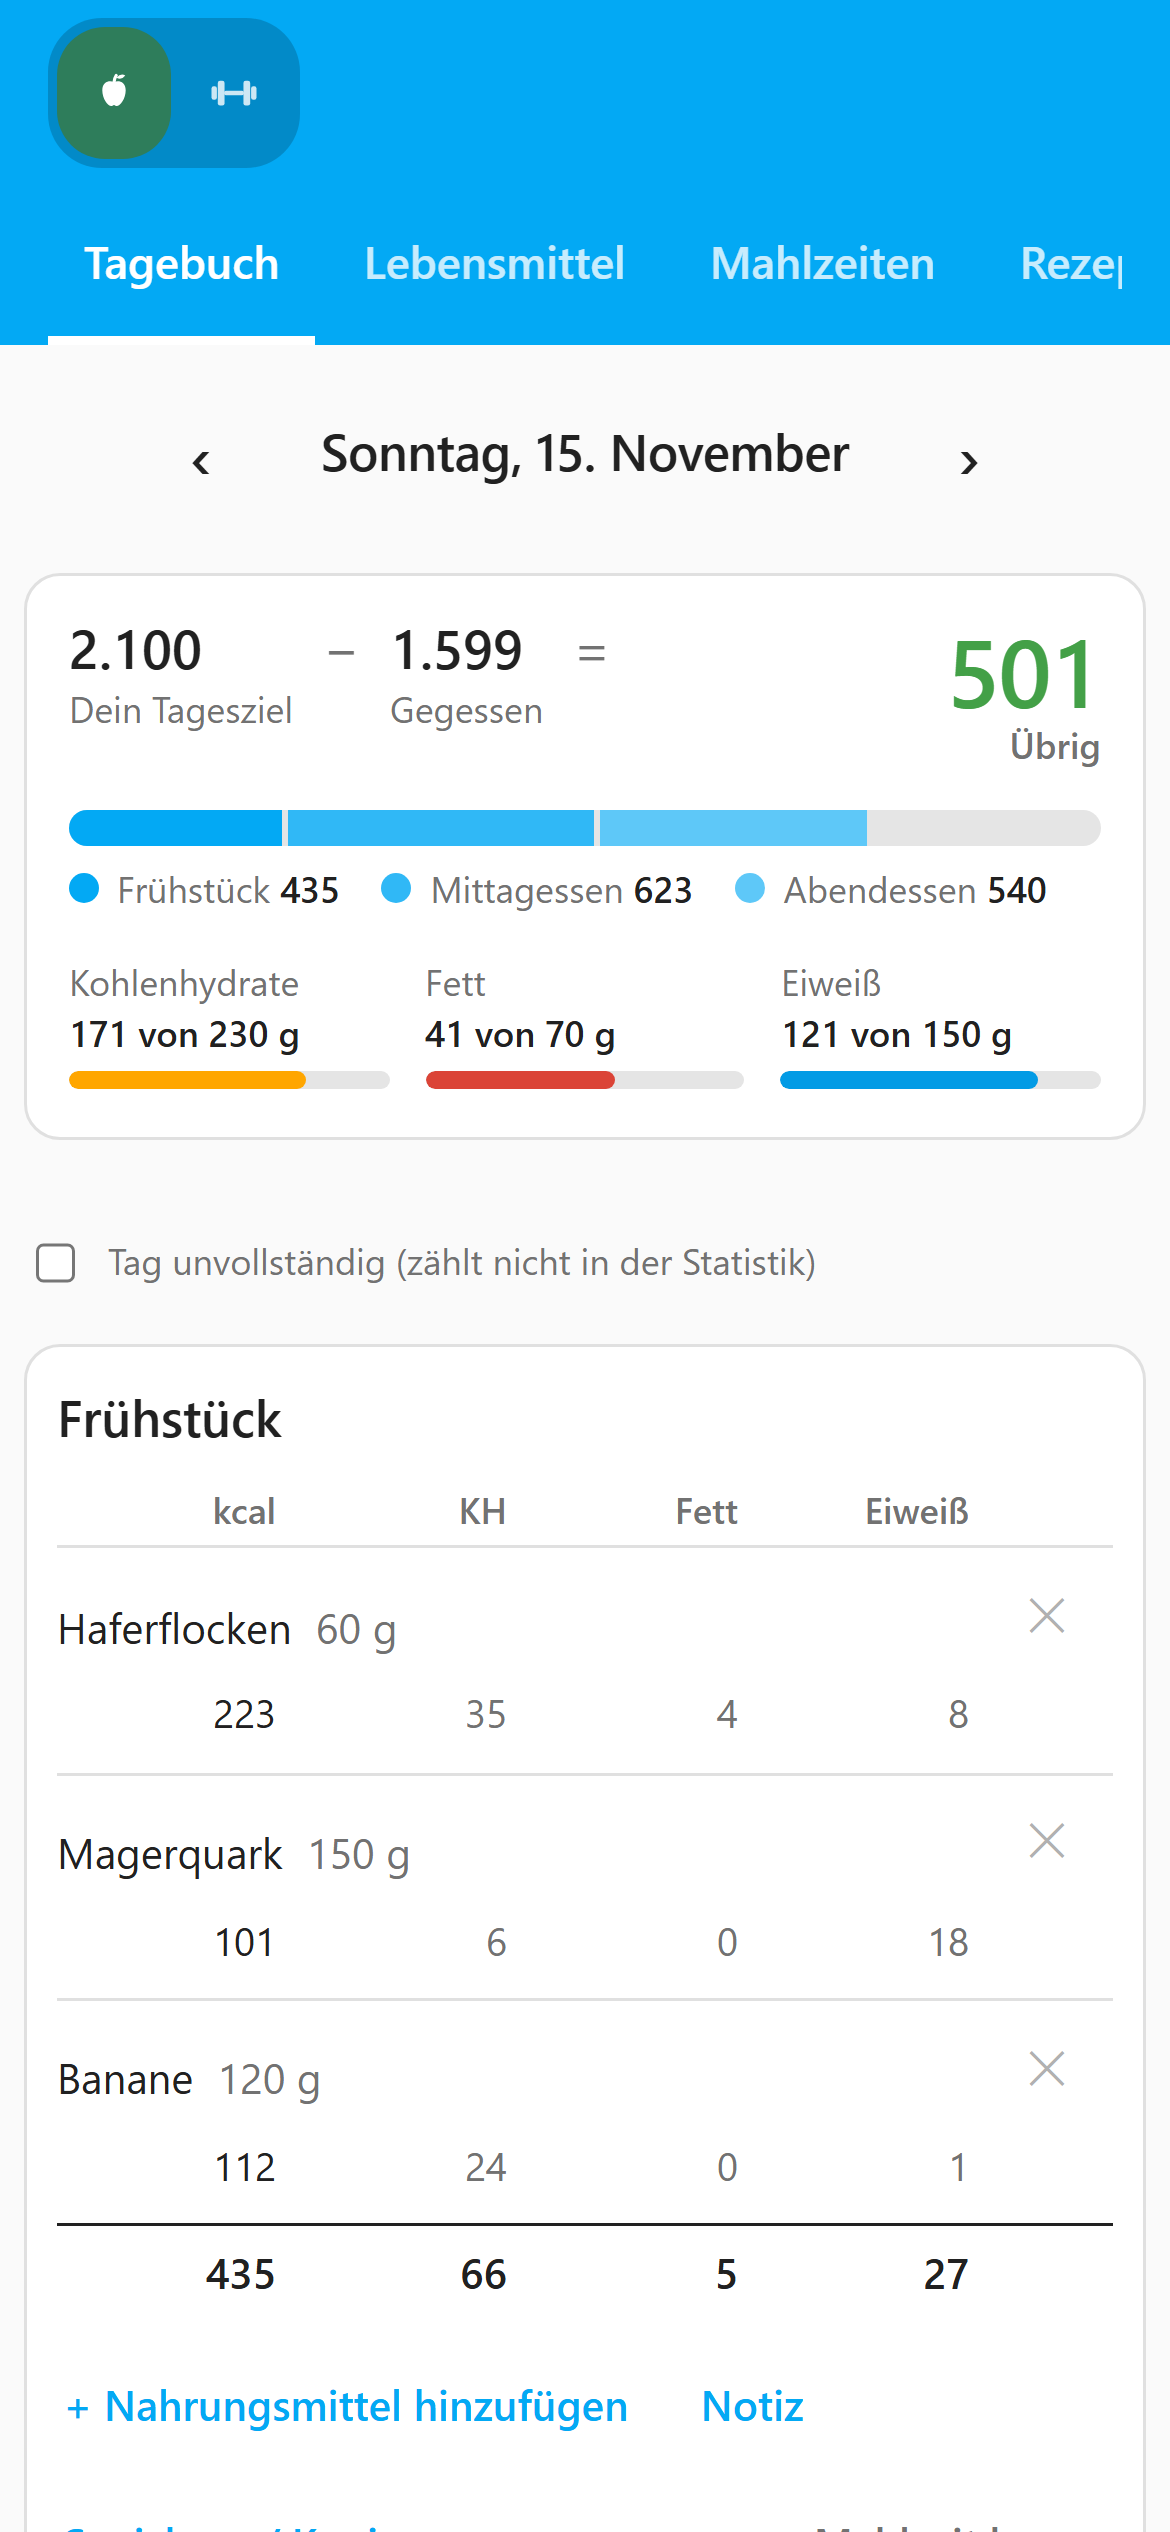 Tagebuch Lebensmittel Mahlzeiten
‹ Sonntag, 15. November ›
2.100 − 1.599 = 501
Dein Tagesziel Gegessen Übrig
Frühstück 435 Mittagessen 623 Abendessen 540
Kohlenhydrate Fett Eiweiß
171 von 230 g 41 von 70 g 121 von 150 g
Tag unvollständig (zählt nicht in der Statistik)
Frühstück
kcal KH Fett Eiweiß
Haferflocken 60 g
223 35 4 8
Magerquark 150 g
101 6 0 18
Banane 120 g
112 24 0 1
435 66 5 27
+ Nahrungsmittel hinzufügen Notiz